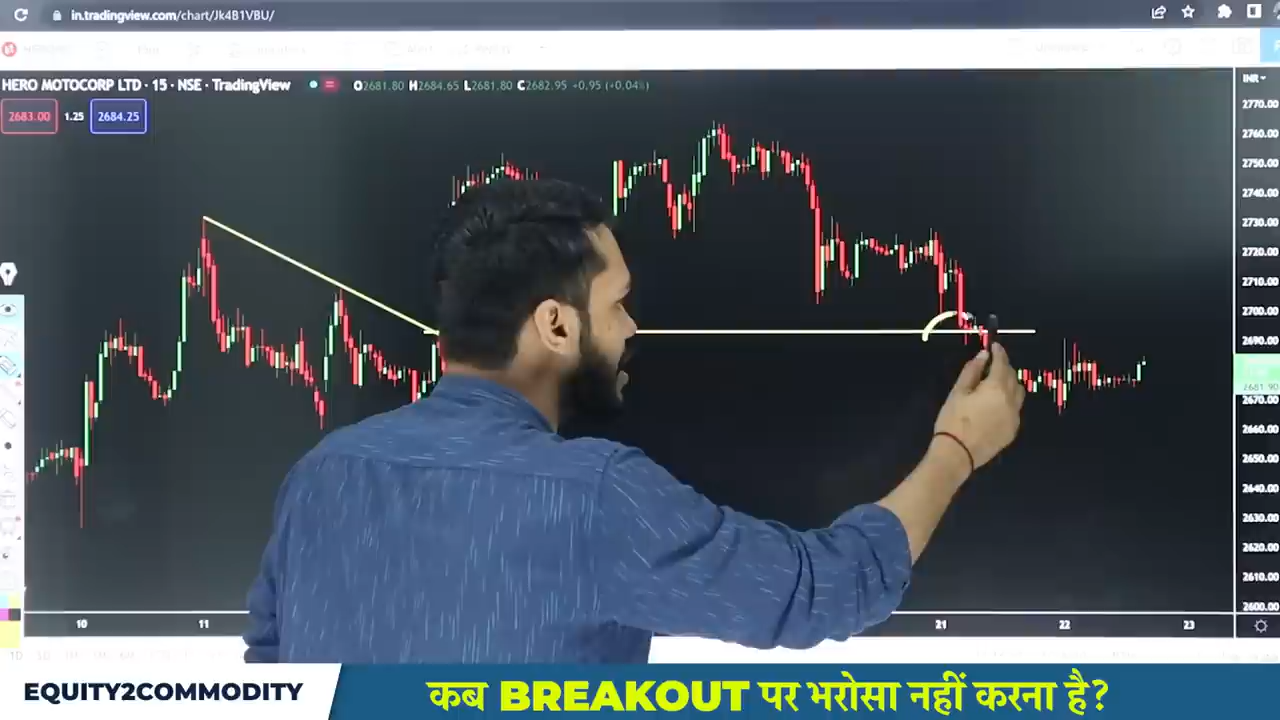 in.tradingview.com/chart/Jk4B1VBU/
HERO MOTOCORP LTD · 15 · NSE · TradingView
O2681.80 H2684.65 L2681.80 C2682.95 +0.95 (+0.04%)
INR
2683.00 1.25 2684.25
2770.00
2760.00
2750.00
2740.00
2730.00
2720.00
2710.00
2700.00
2690.00
2681.90
2670.00
2660.00
2650.00
2640.00
2630.00
2620.00
2610.00
2600.00
10 11 21 22 23
EQUITY2COMMODITY
कब BREAKOUT पर भरोसा नहीं करना है?